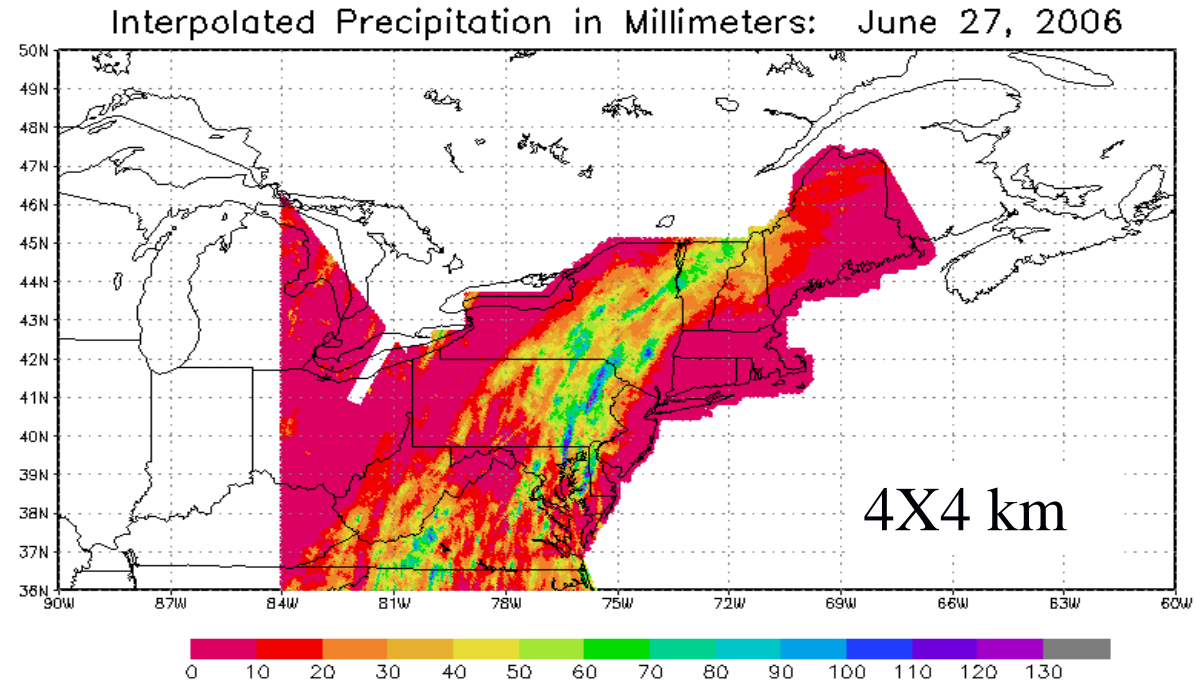 Interpolated Precipitation in Millimeters: June 27, 2006
50N
49N
48N
47N
46N
45N
44N
43N
42N
41N
40N
39N
38N
37N
36N
4X4 km
90W 87W 84W 81W 78W 75W 72W 69W 66W 63W 60W
0 10 20 30 40 50 60 70 80 90 100 110 120 130